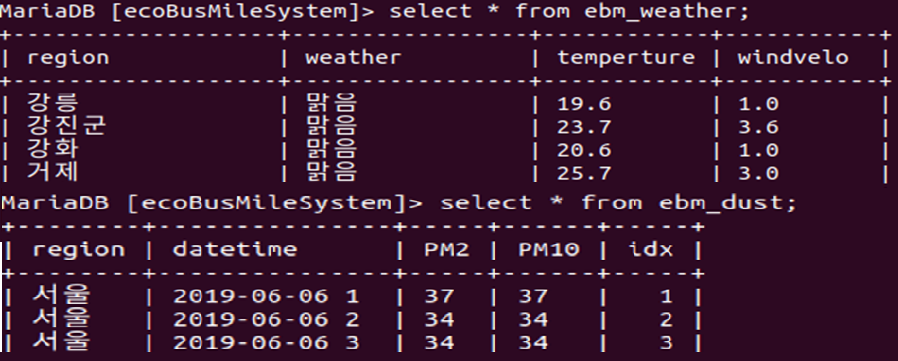 MariaDB [ecoBusMileSystem]> select * from ebm_weather;
| region | weather | temperture | windvelo |
| 강릉 | 맑음 | 19.6 | 1.0 |
| 강진군 | 맑음 | 23.7 | 3.6 |
| 강화 | 맑음 | 20.6 | 1.0 |
| 거제 | 맑음 | 25.7 | 3.0 |
MariaDB [ecoBusMileSystem]> select * from ebm_dust;
| region | datetime | PM2 | PM10 | idx |
| 서울 | 2019-06-06 1 | 37 | 37 | 1 |
| 서울 | 2019-06-06 2 | 34 | 34 | 2 |
| 서울 | 2019-06-06 3 | 34 | 34 | 3 |